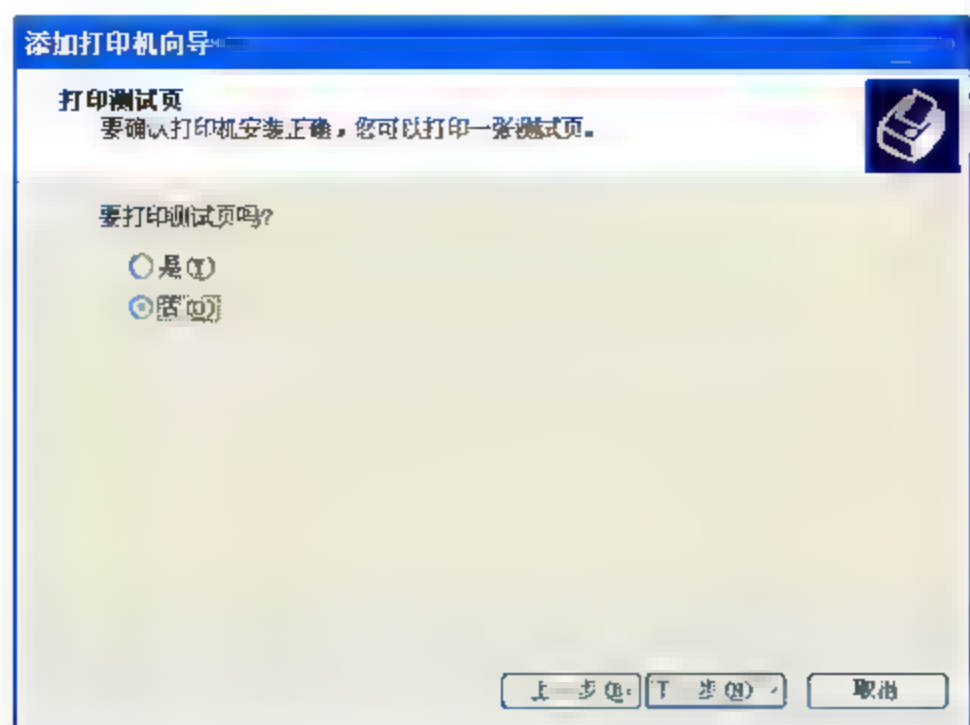 添加打印机向导
打印测试页
要确认打印机安装正确，您可以打印一张测试页。
要打印测试页吗?
是(Y)
否(O)
上一步(B)
下一步(N)
取消